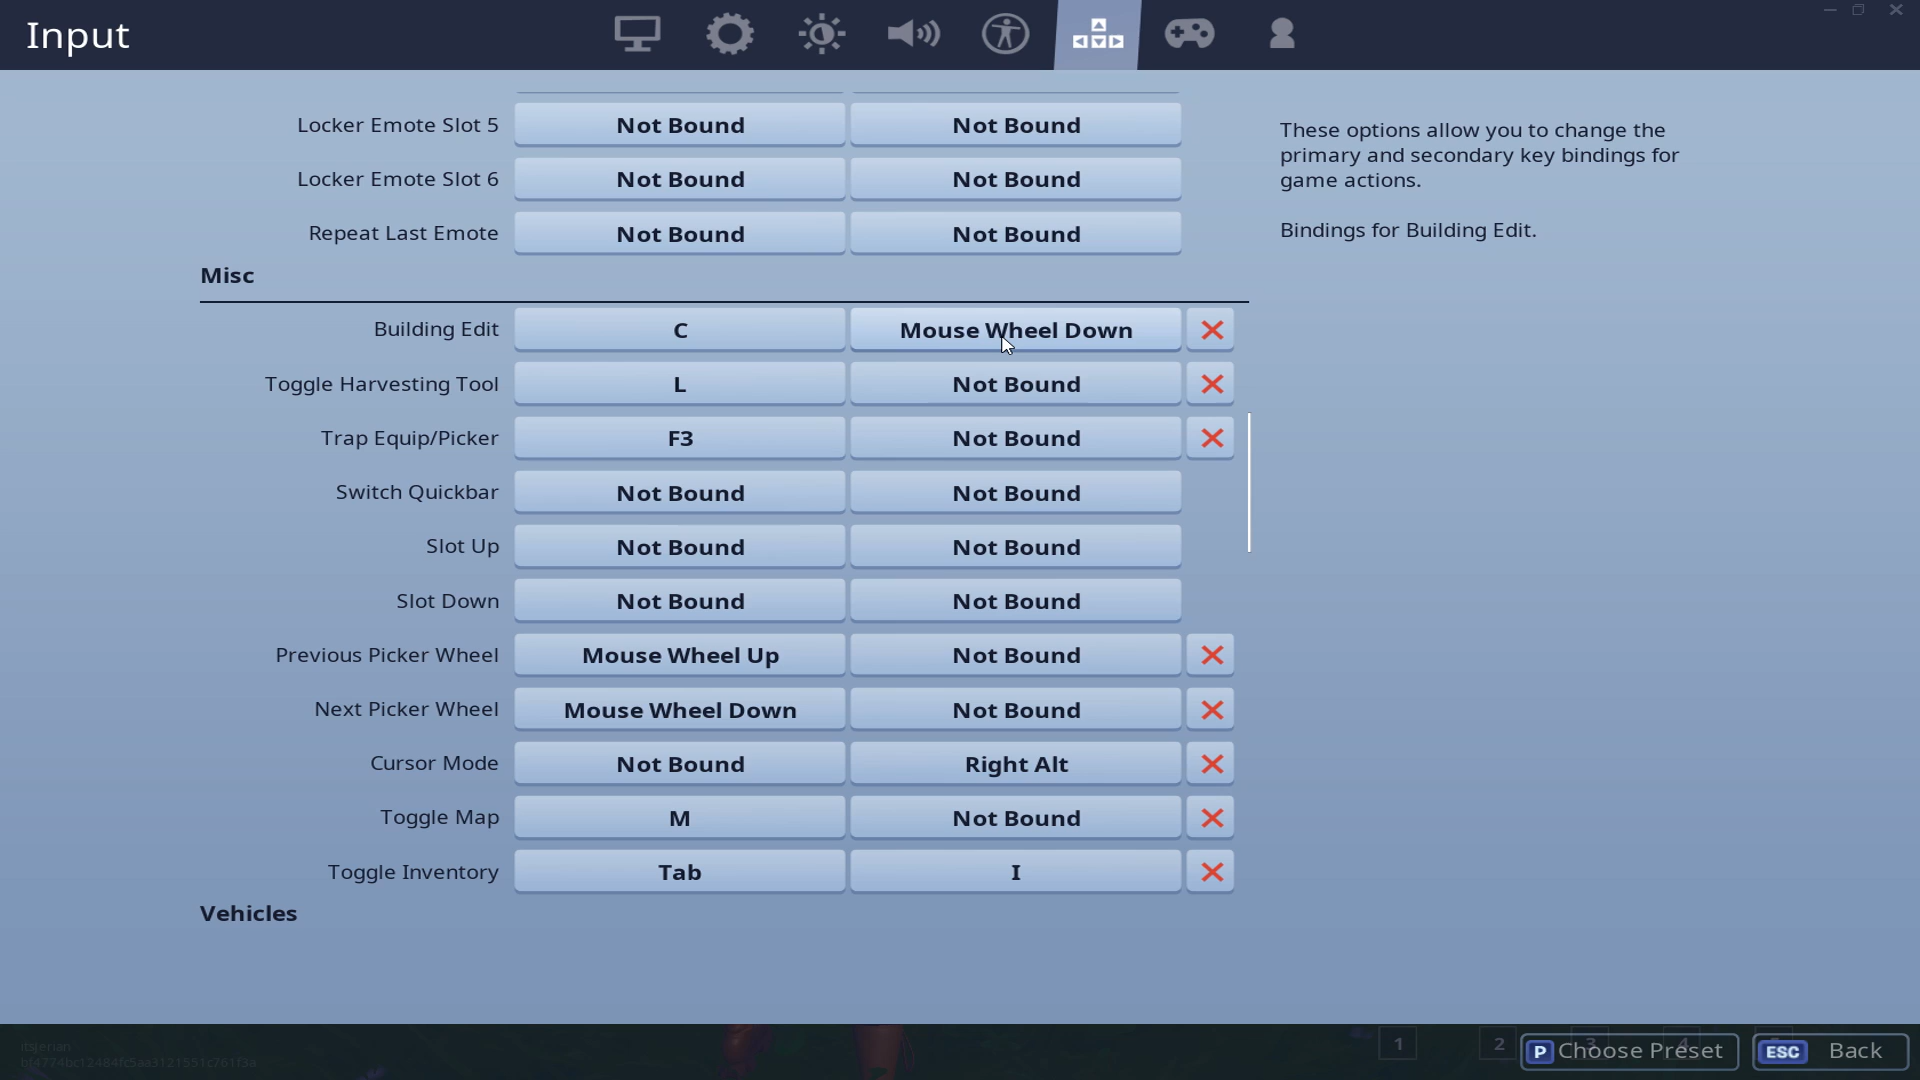 Input
Locker Emote Slot 5 Not Bound Not Bound
Locker Emote Slot 6 Not Bound Not Bound
Repeat Last Emote Not Bound Not Bound
Misc
Building Edit C Mouse Wheel Down
Toggle Harvesting Tool L Not Bound
Trap Equip/Picker F3 Not Bound
Switch Quickbar Not Bound Not Bound
Slot Up Not Bound Not Bound
Slot Down Not Bound Not Bound
Previous Picker Wheel Mouse Wheel Up Not Bound
Next Picker Wheel Mouse Wheel Down Not Bound
Cursor Mode Not Bound Right Alt
Toggle Map M Not Bound
Toggle Inventory Tab I
Vehicles
These options allow you to change the
primary and secondary key bindings for
game actions.
Bindings for Building Edit.
itsJerian
1 2 3 4
P Choose Preset ESC Back